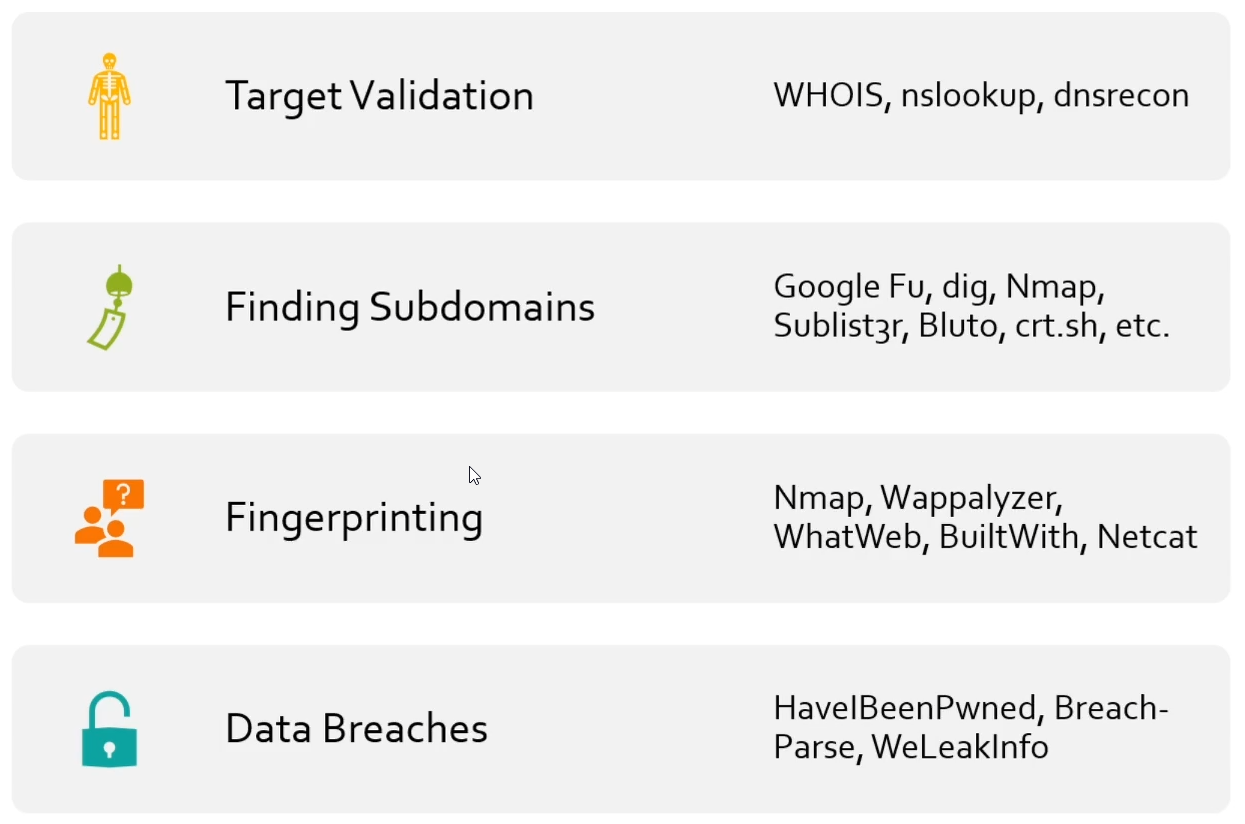 Target Validation
WHOIS, nslookup, dnsrecon
Finding Subdomains
Google Fu, dig, Nmap,
Sublist3r, Bluto, crt.sh, etc.
?
Fingerprinting
Nmap, Wappalyzer,
WhatWeb, BuiltWith, Netcat
Data Breaches
HaveIBeenPwned, Breach-
Parse, WeLeakInfo